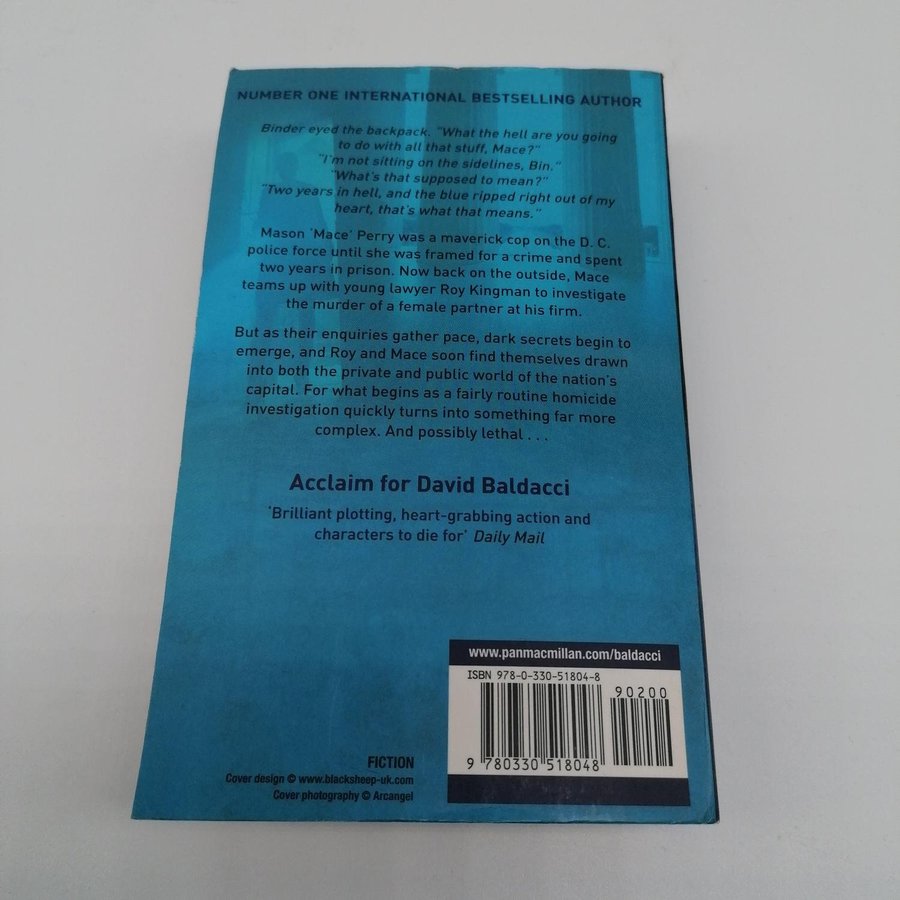 NUMBER ONE INTERNATIONAL BESTSELLING AUTHOR
Binder eyed the backpack. "What the hell are you going
to do with all that stuff, Mace?"
"I'm not sitting on the sidelines, Bin."
"What's that supposed to mean?"
"Two years in hell, and the blue ripped right out of my
heart, that's what that means."
Mason 'Mace' Perry was a maverick cop on the D. C.
police force until she was framed for a crime and spent
two years in prison. Now back on the outside, Mace
teams up with young lawyer Roy Kingman to investigate
the murder of a female partner at his firm.
But as their enquiries gather pace, dark secrets begin to
emerge, and Roy and Mace soon find themselves drawn
into both the private and public world of the nation's
capital. For what begins as a fairly routine homicide
investigation quickly turns into something far more
complex. And possibly lethal . . .
Acclaim for David Baldacci
'Brilliant plotting, heart-grabbing action and
characters to die for' Daily Mail
www.panmacmillan.com/baldacci
ISBN 978-0-330-51804-8
90200
9 780330 518048
FICTION
Cover design © www.blacksheep-uk.com
Cover photography © Arcangel